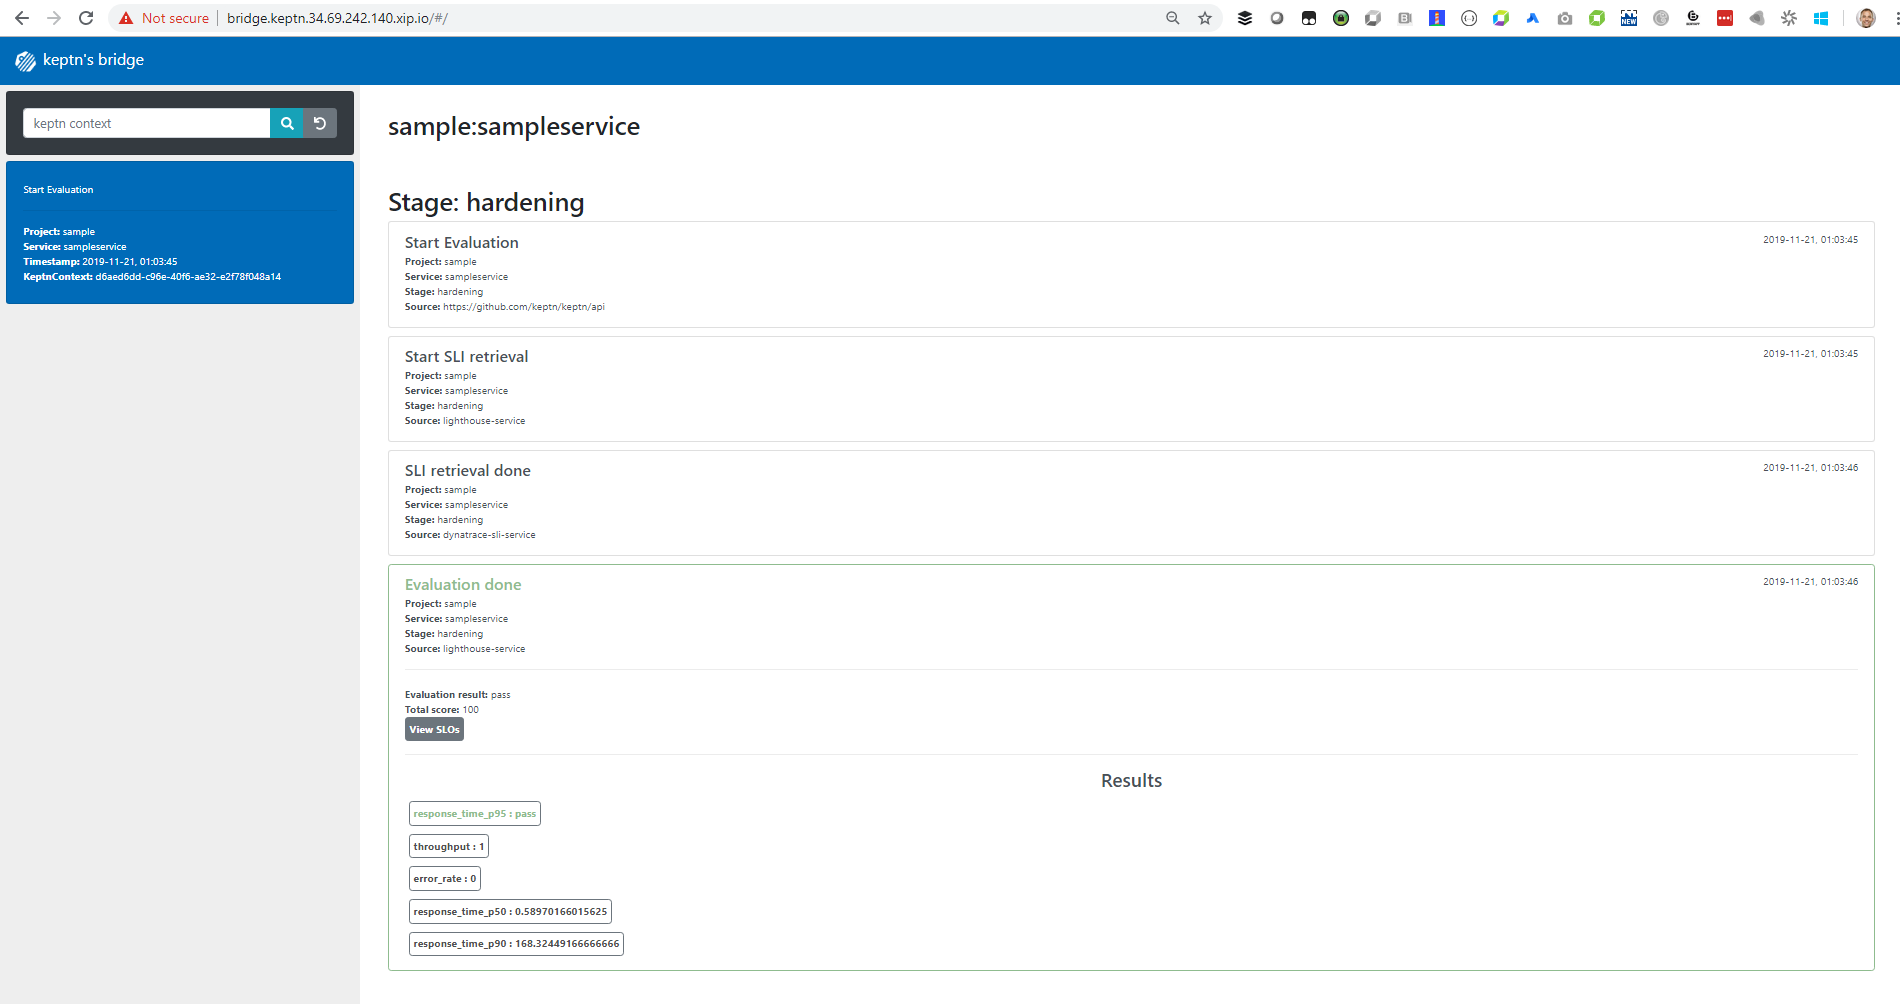 Not secure
bridge.keptn.34.69.242.140.xip.io/#/
NEW
keptn's bridge
keptn context
Start Evaluation
Project: sample
Service: sampleservice
Timestamp: 2019-11-21, 01:03:45
KeptnContext: d6aed6dd-c96e-40f6-ae32-e2f78f048a14
sample:sampleservice
Stage: hardening
Start Evaluation
2019-11-21, 01:03:45
Project: sample
Service: sampleservice
Stage: hardening
Source: https://github.com/keptn/keptn/api
Start SLI retrieval
2019-11-21, 01:03:45
Project: sample
Service: sampleservice
Stage: hardening
Source: lighthouse-service
SLI retrieval done
2019-11-21, 01:03:46
Project: sample
Service: sampleservice
Stage: hardening
Source: dynatrace-sli-service
Evaluation done
2019-11-21, 01:03:46
Project: sample
Service: sampleservice
Stage: hardening
Source: lighthouse-service
Evaluation result: pass
Total score: 100
View SLOs
Results
response_time_p95 : pass
throughput : 1
error_rate : 0
response_time_p50 : 0.58970166015625
response_time_p90 : 168.32449166666666